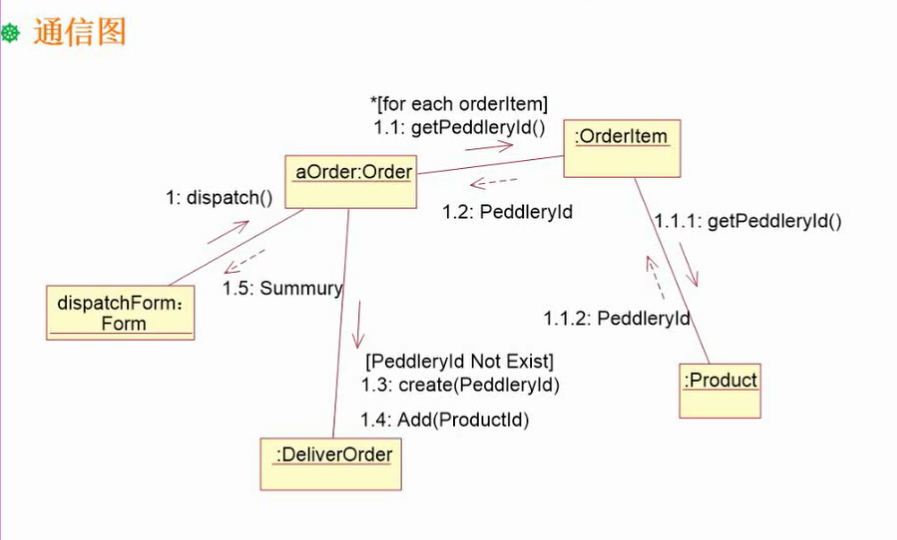 通信图
*[for each orderItem]
1.1: getPeddleryId()
:OrderItem
aOrder:Order
1: dispatch()
1.2: PeddleryId
1.1.1: getPeddleryId()
1.5: Summury
dispatchForm:
Form
1.1.2: PeddleryId
[PeddleryId Not Exist]
1.3: create(PeddleryId)
:Product
1.4: Add(ProductId)
:DeliverOrder